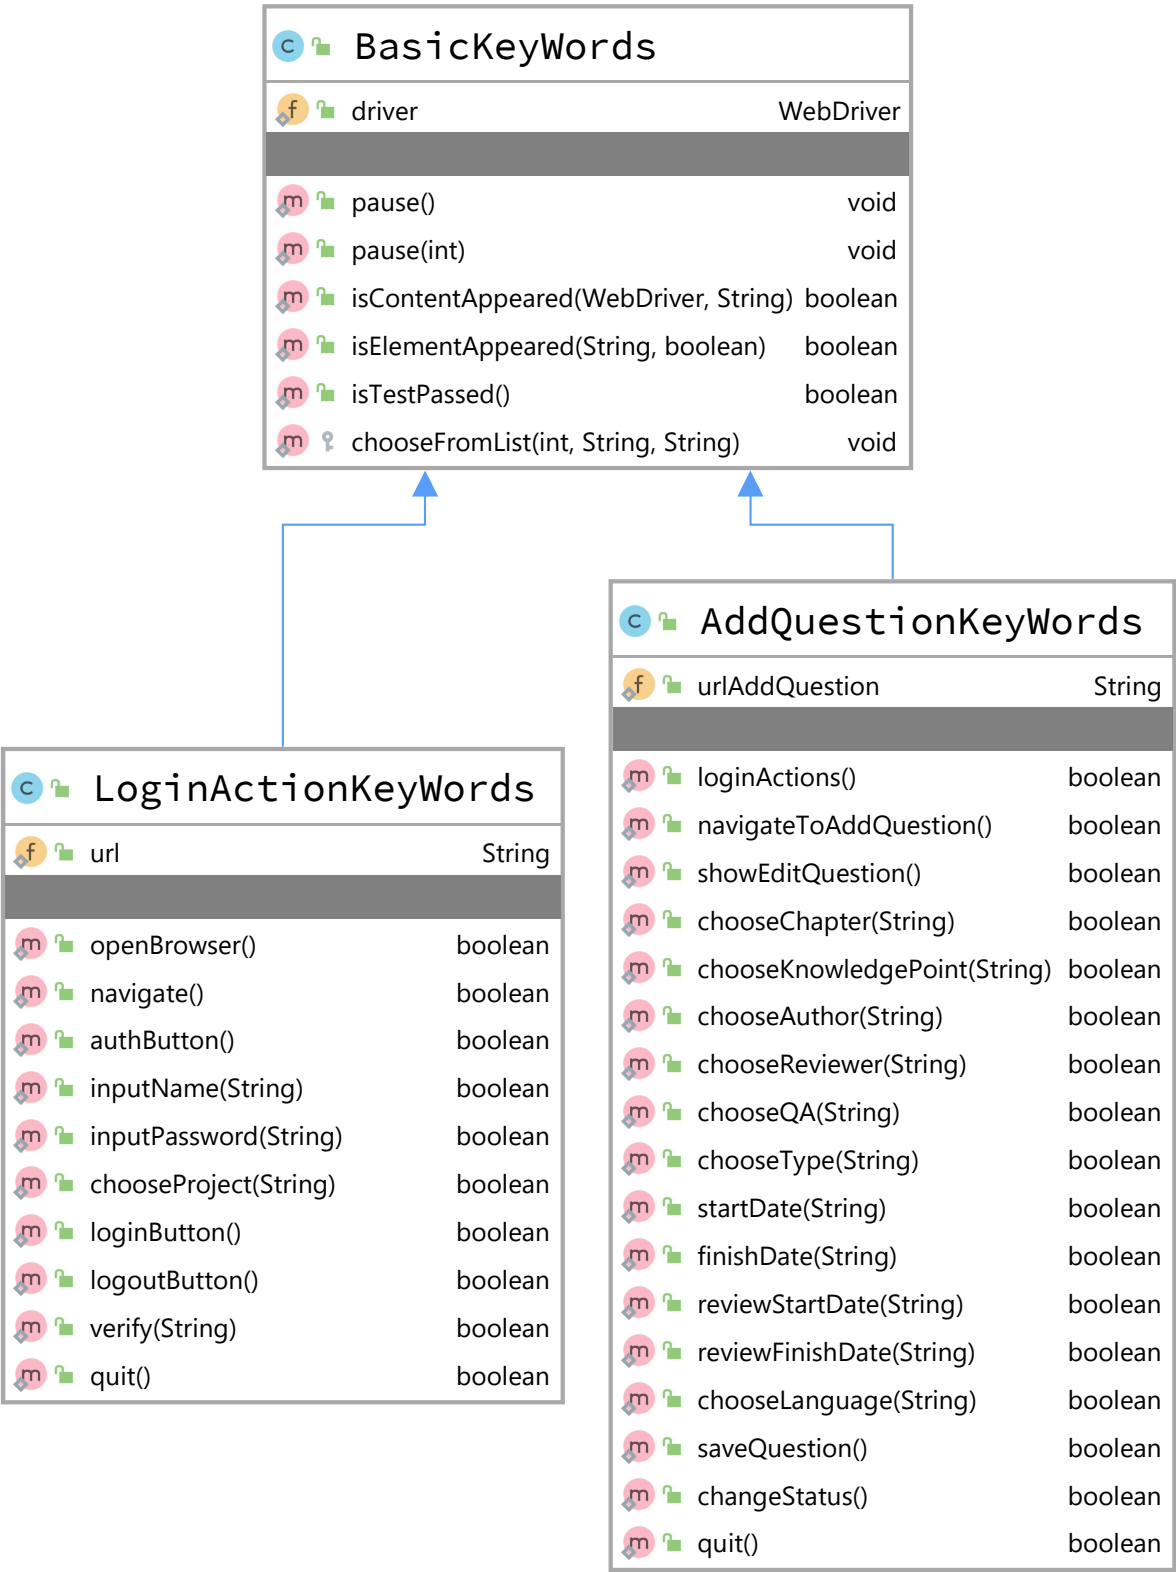 BasicKeyWords
driver WebDriver
pause() void
pause(int) void
isContentAppeared(WebDriver, String) boolean
isElementAppeared(String, boolean) boolean
isTestPassed() boolean
chooseFromList(int, String, String) void
LoginActionKeyWords
url String
openBrowser() boolean
navigate() boolean
authButton() boolean
inputName(String) boolean
inputPassword(String) boolean
chooseProject(String) boolean
loginButton() boolean
logoutButton() boolean
verify(String) boolean
quit() boolean
AddQuestionKeyWords
urlAddQuestion String
loginActions() boolean
navigateToAddQuestion() boolean
showEditQuestion() boolean
chooseChapter(String) boolean
chooseKnowledgePoint(String) boolean
chooseAuthor(String) boolean
chooseReviewer(String) boolean
chooseQA(String) boolean
chooseType(String) boolean
startDate(String) boolean
finishDate(String) boolean
reviewStartDate(String) boolean
reviewFinishDate(String) boolean
chooseLanguage(String) boolean
saveQuestion() boolean
changeStatus() boolean
quit() boolean